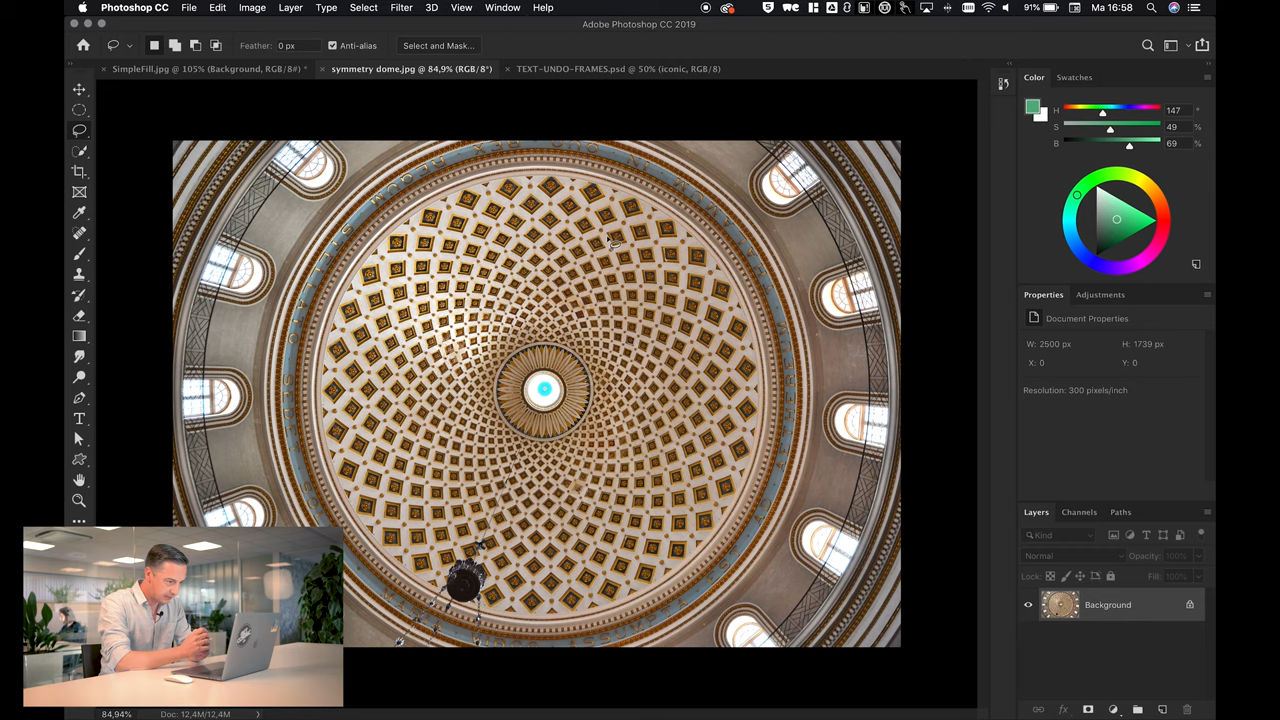 Photoshop CC File Edit Image Layer Type Select Filter 3D View Window Help 91% Ma 16:58
Adobe Photoshop CC 2019
Feather: 0 px Anti-alias Select and Mask...
× SimpleFill.jpg @ 105% (Background, RGB/8#) * × symmetry dome.jpg @ 84,9% (RGB/8*) × TEXT-UNDO-FRAMES.psd @ 50% (iconic, RGB/8)
Color Swatches
H 147 °
S 49 %
B 69 %
Properties Adjustments
Document Properties
W: 2500 px H: 1739 px
X: 0 Y: 0
Resolution: 300 pixels/inch
Layers Channels Paths
Kind
Normal Opacity: 100%
Lock: Fill: 100%
Background
84,94% Doc: 12,4M/12,4M